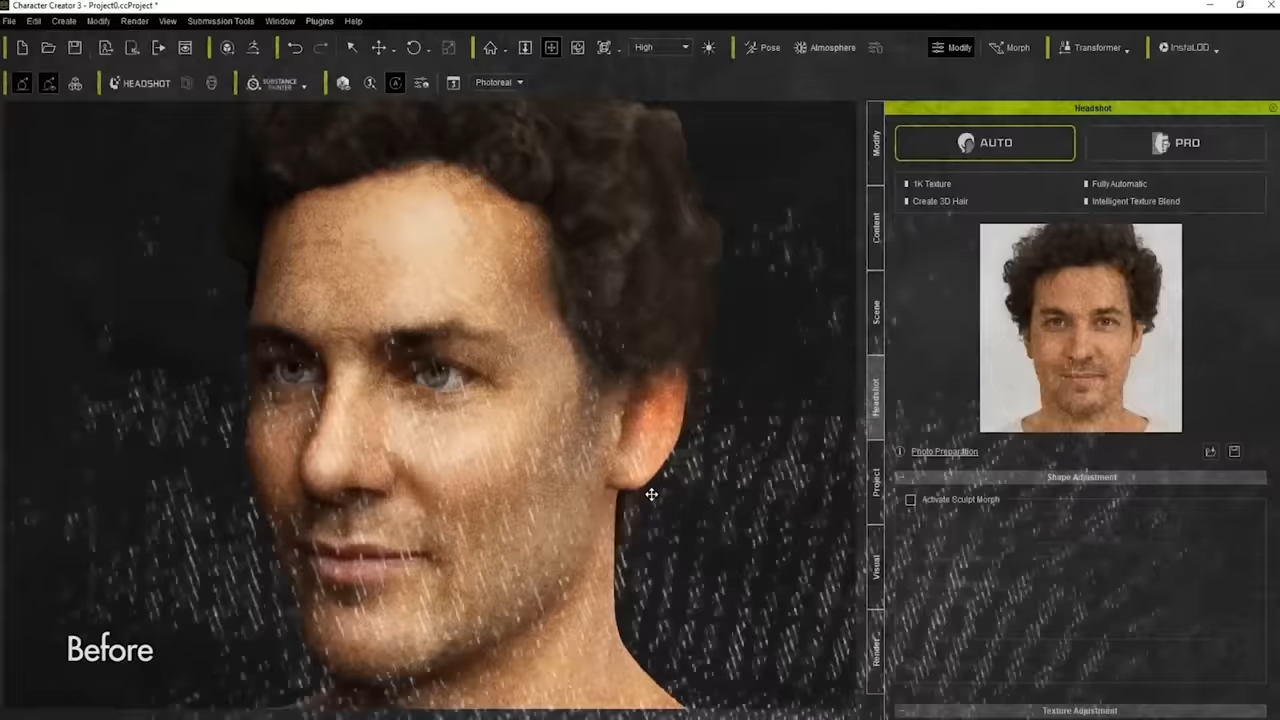 Character Creator 3 - Project0.ccProject *
File Edit Create Modify Render View Submission Tools Window Plugins Help
High Pose Atmosphere Modify Morph Transformer InstaLOD
HEADSHOT SUBSTANCE PAINTER Photoreal
Headshot
AUTO PRO
1K Texture Fully Automatic
Create 3D Hair Intelligent Texture Blend
Modify
Content
Scene
Headshot
Project
Visual
Render
Photo Preparation
Shape Adjustment
Activate Sculpt Morph
Before
Texture Adjustment